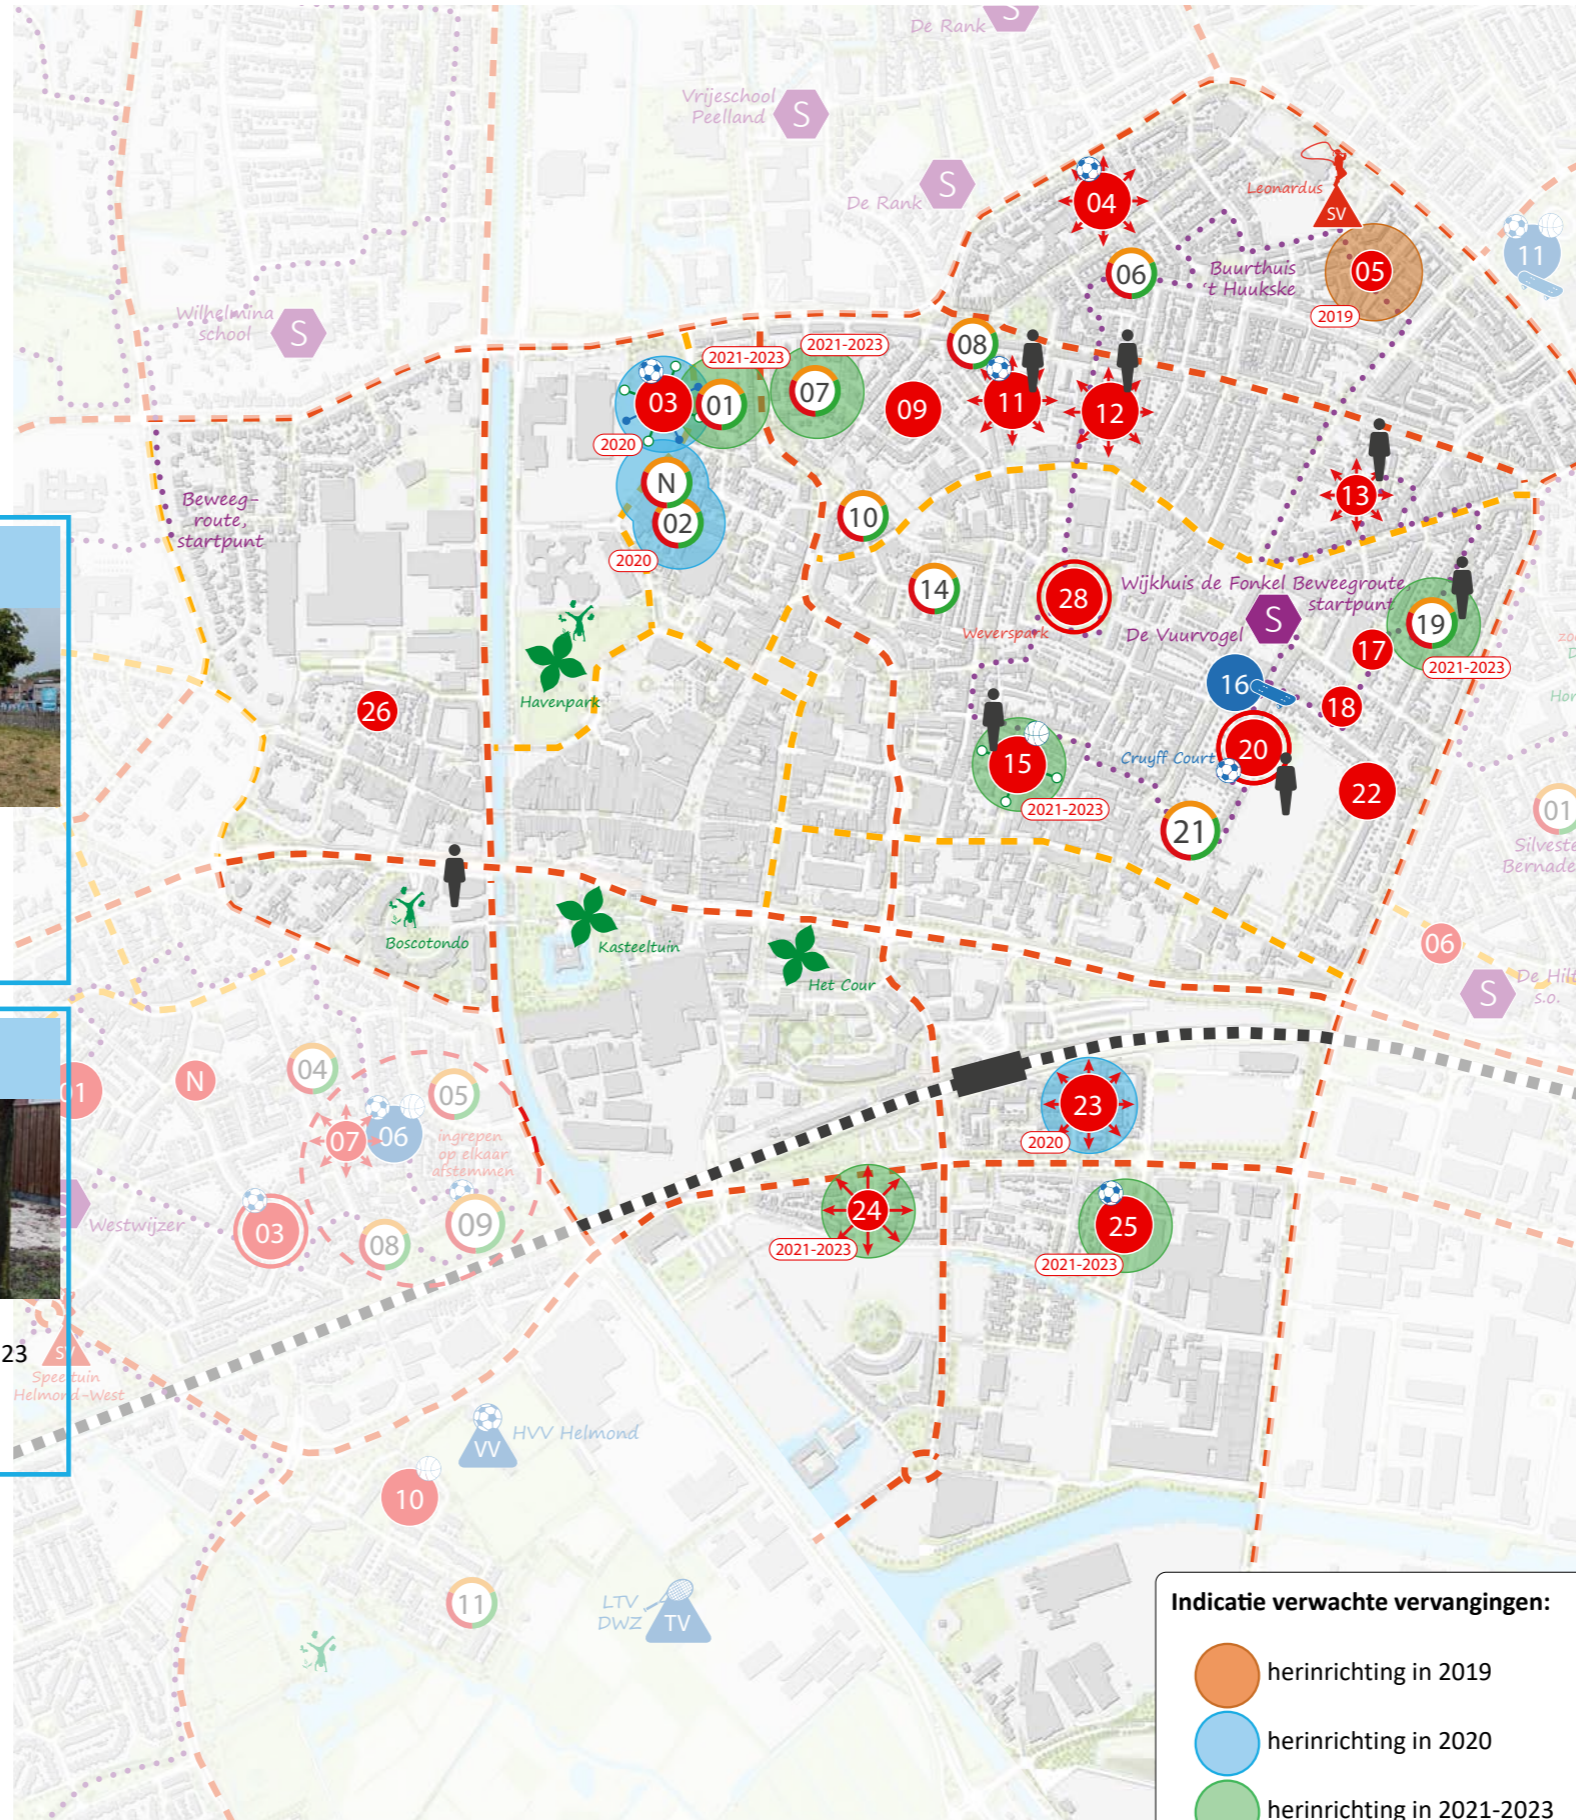 De Rank
S
Vrijeschool
Peelland
S
De Rank
S
04
Leonardus
SV
06
Buurthuis
't Huukske
05
2019
11
Wilhelmina
school
S
2021-2023
2021-2023
08
03
01
07
09
11
12
2020
N
02
2020
10
13
Beweeg-
route,
startpunt
14
28
Weverspark
Wijkhuis de Fonkel Beweegroute,
startpunt
De Vuurvogel
S
19
17
2021-2023
16
18
26
Havenpark
15
2021-2023
Cruyff Court
20
22
21
01
Boscotondo
Kasteeltuin
Het Cour
06
S
s.o.
01
N
04
05
07
06
ingrepen
op elkaar
afstemmen
23
2020
Westwijzer
03
08
09
24
2021-2023
25
2021-2023
23
SV
Speeltuin
Helmond-West
HVV Helmond
VV
10
11
LTV
DWZ
TV
Indicatie verwachte vervangingen:
herinrichting in 2019
herinrichting in 2020
herinrichting in 2021-2023